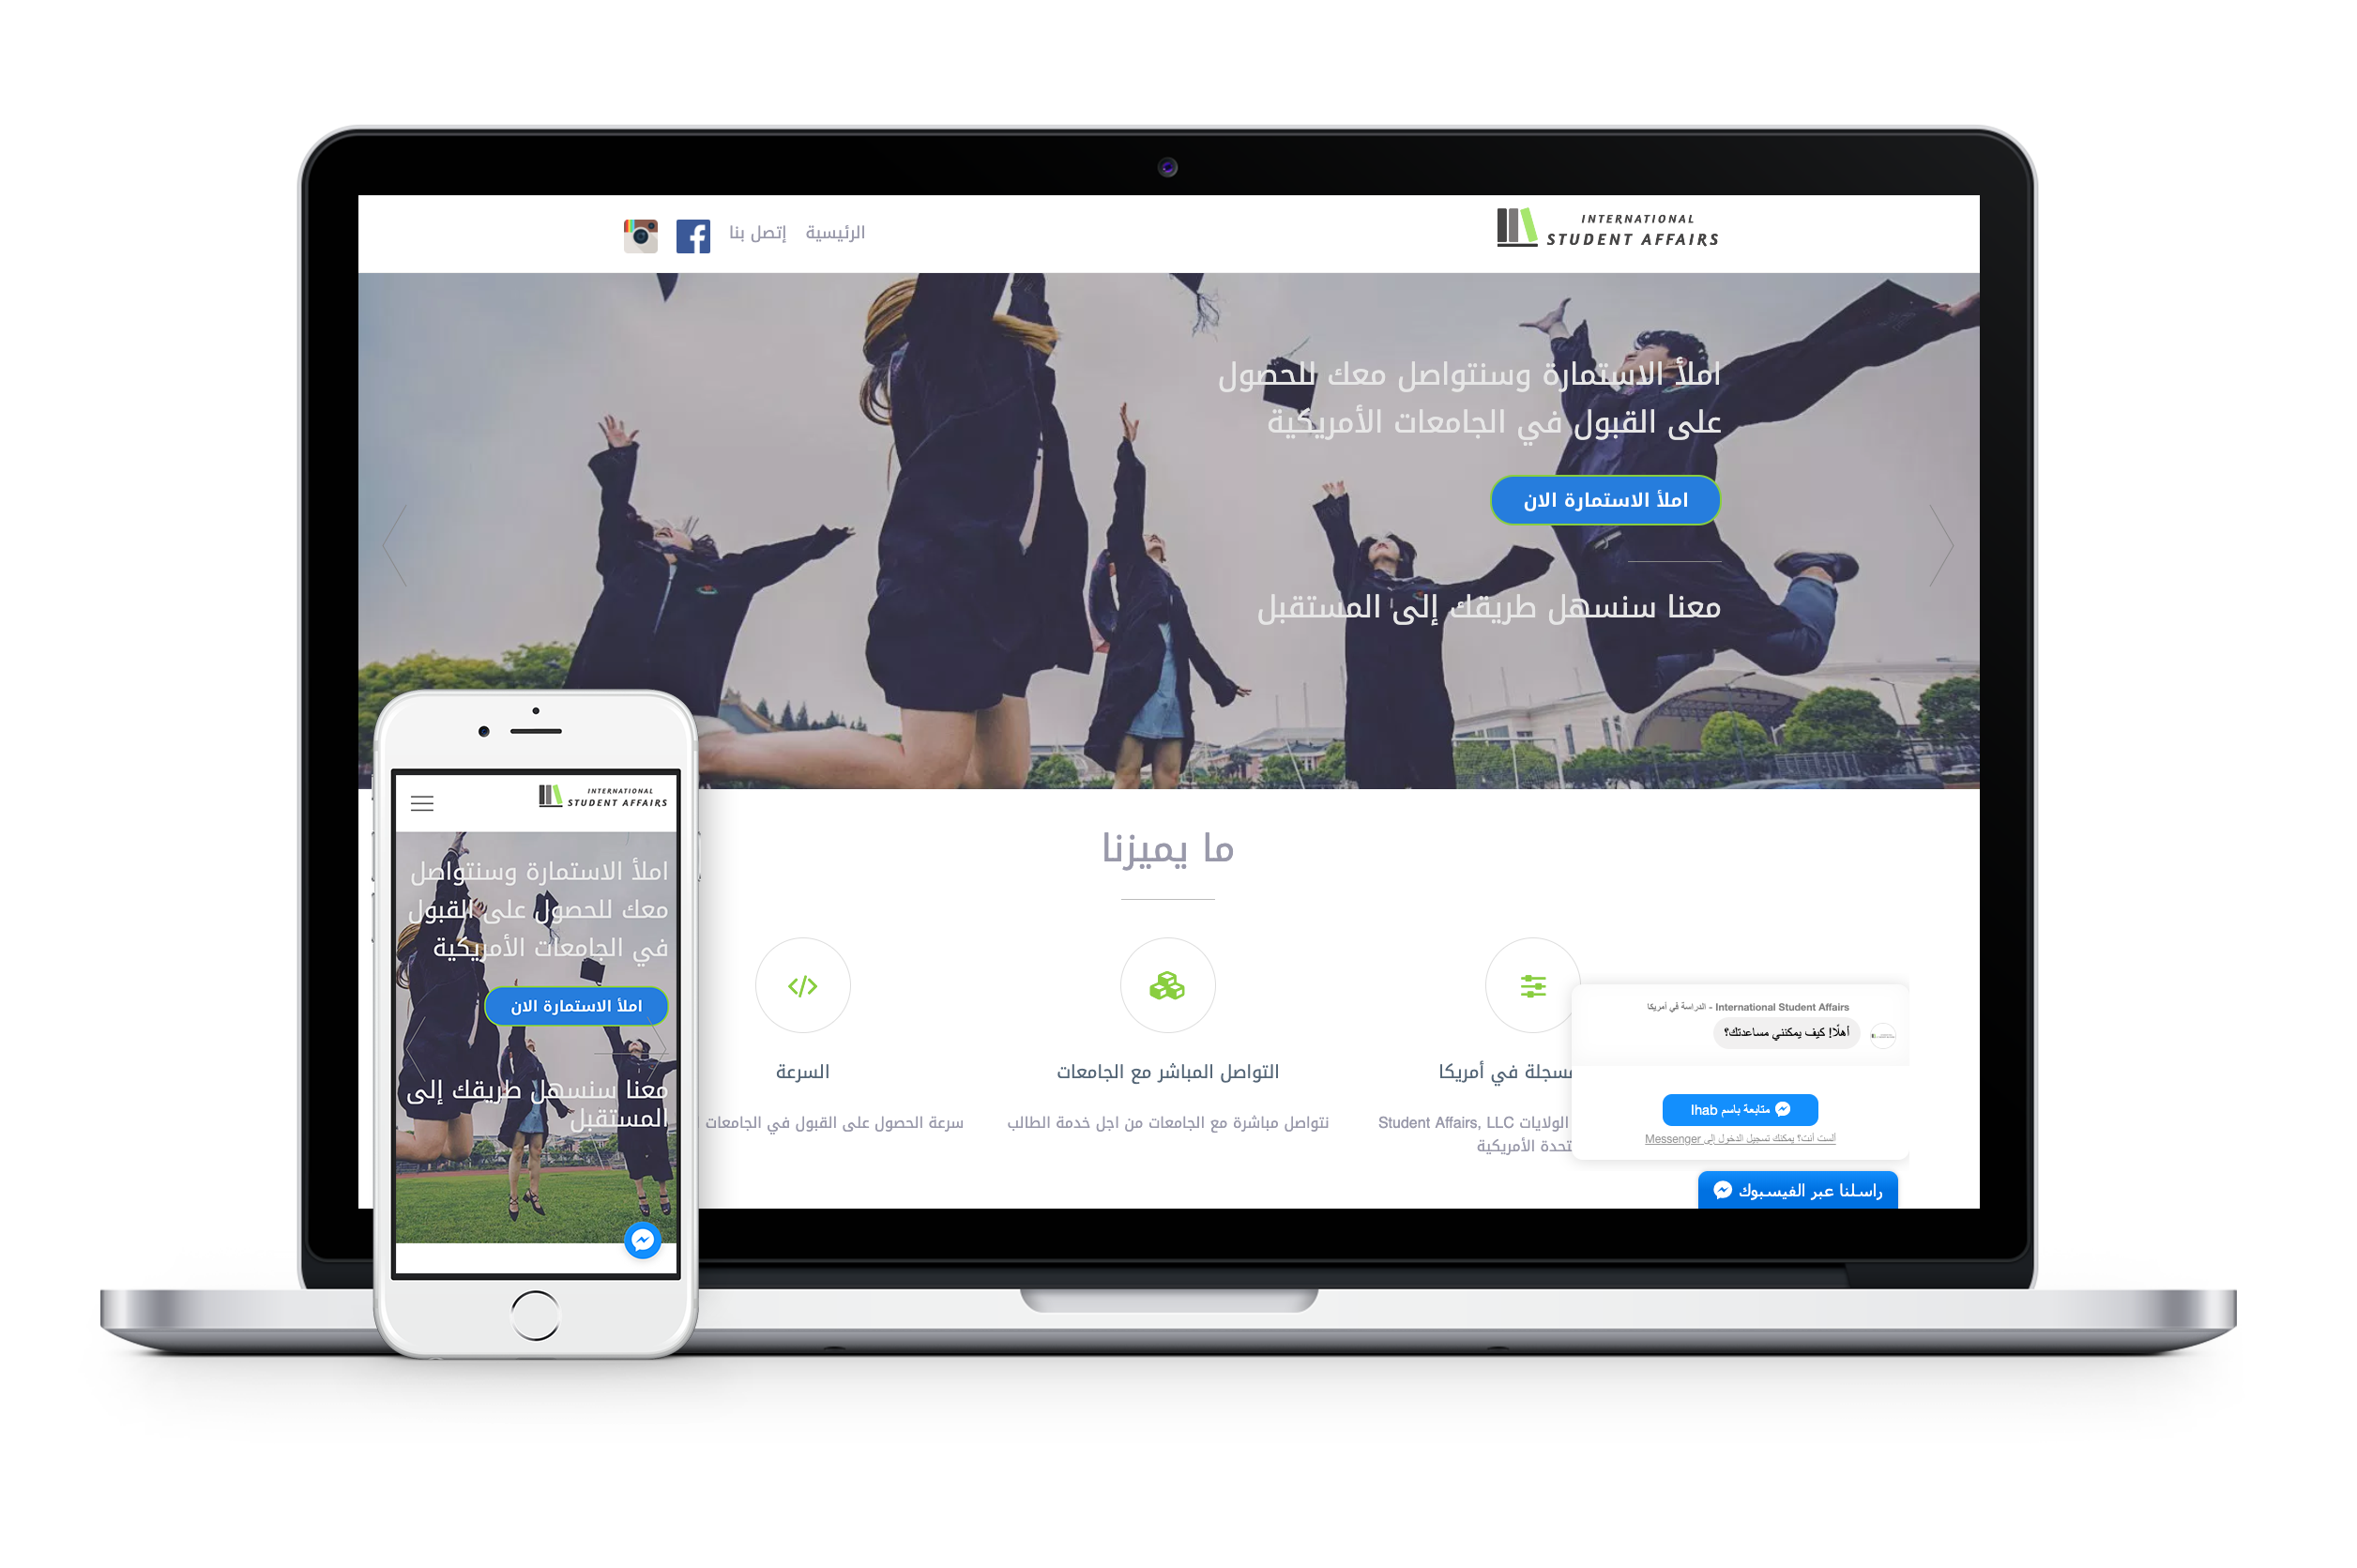 INTERNATIONAL
STUDENT AFFAIRS
الرئيسية
إتصل بنا
املأ الاستمارة وسنتواصل معك للحصول
على القبول في الجامعات الأمريكية
املأ الاستمارة الان
معنا سنسهل طريقك إلى المستقبل
ما يميزنا
مسجلة في أمريكا
Student Affairs, LLC الولايات
تحدة الأمريكية
التواصل المباشر مع الجامعات
نتواصل مباشرة مع الجامعات من اجل خدمة الطالب
السرعة
سرعة الحصول على القبول في الجامعات
International Student Affairs - الدراسة في أمريكا
أهلًا! كيف يمكنني مساعدتك؟
متابعة باسم Ihab
ألست أنت؟ يمكنك تسجيل الدخول إلى Messenger
راسلنا عبر الفيسبوك
INTERNATIONAL
STUDENT AFFAIRS
املأ الاستمارة وسنتواصل
معك للحصول على القبول
في الجامعات الأمريكية
املأ الاستمارة الان
معنا سنسهل طريقك إلى
المستقبل